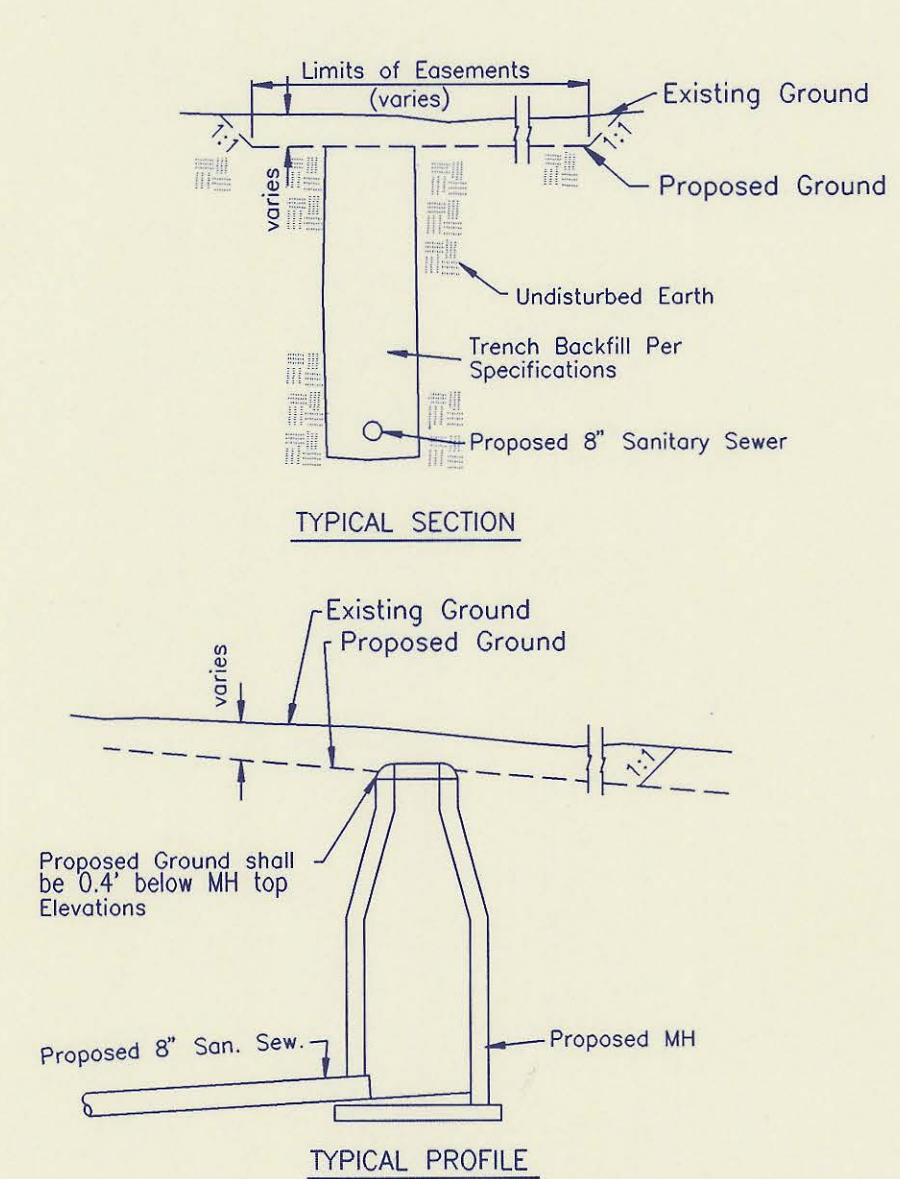 Limits of Easements
(varies)
Existing Ground
1:1
1:1
varies
Proposed Ground
Undisturbed Earth
Trench Backfill Per
Specifications
Proposed 8" Sanitary Sewer
TYPICAL SECTION
Existing Ground
Proposed Ground
varies
1:1
Proposed Ground shall
be 0.4' below MH top
Elevations
Proposed 8" San. Sew.
Proposed MH
TYPICAL PROFILE